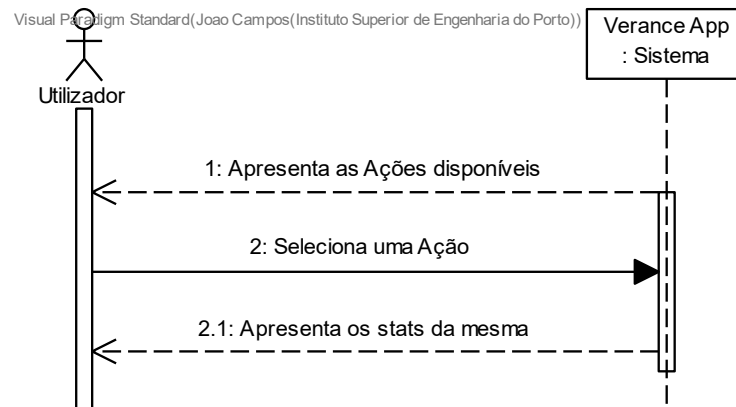 Visual Paradigm Standard(Joao Campos(Instituto Superior de Engenharia do Porto))
Verance App
: Sistema
Utilizador
1: Apresenta as Ações disponíveis
2: Seleciona uma Ação
2.1: Apresenta os stats da mesma